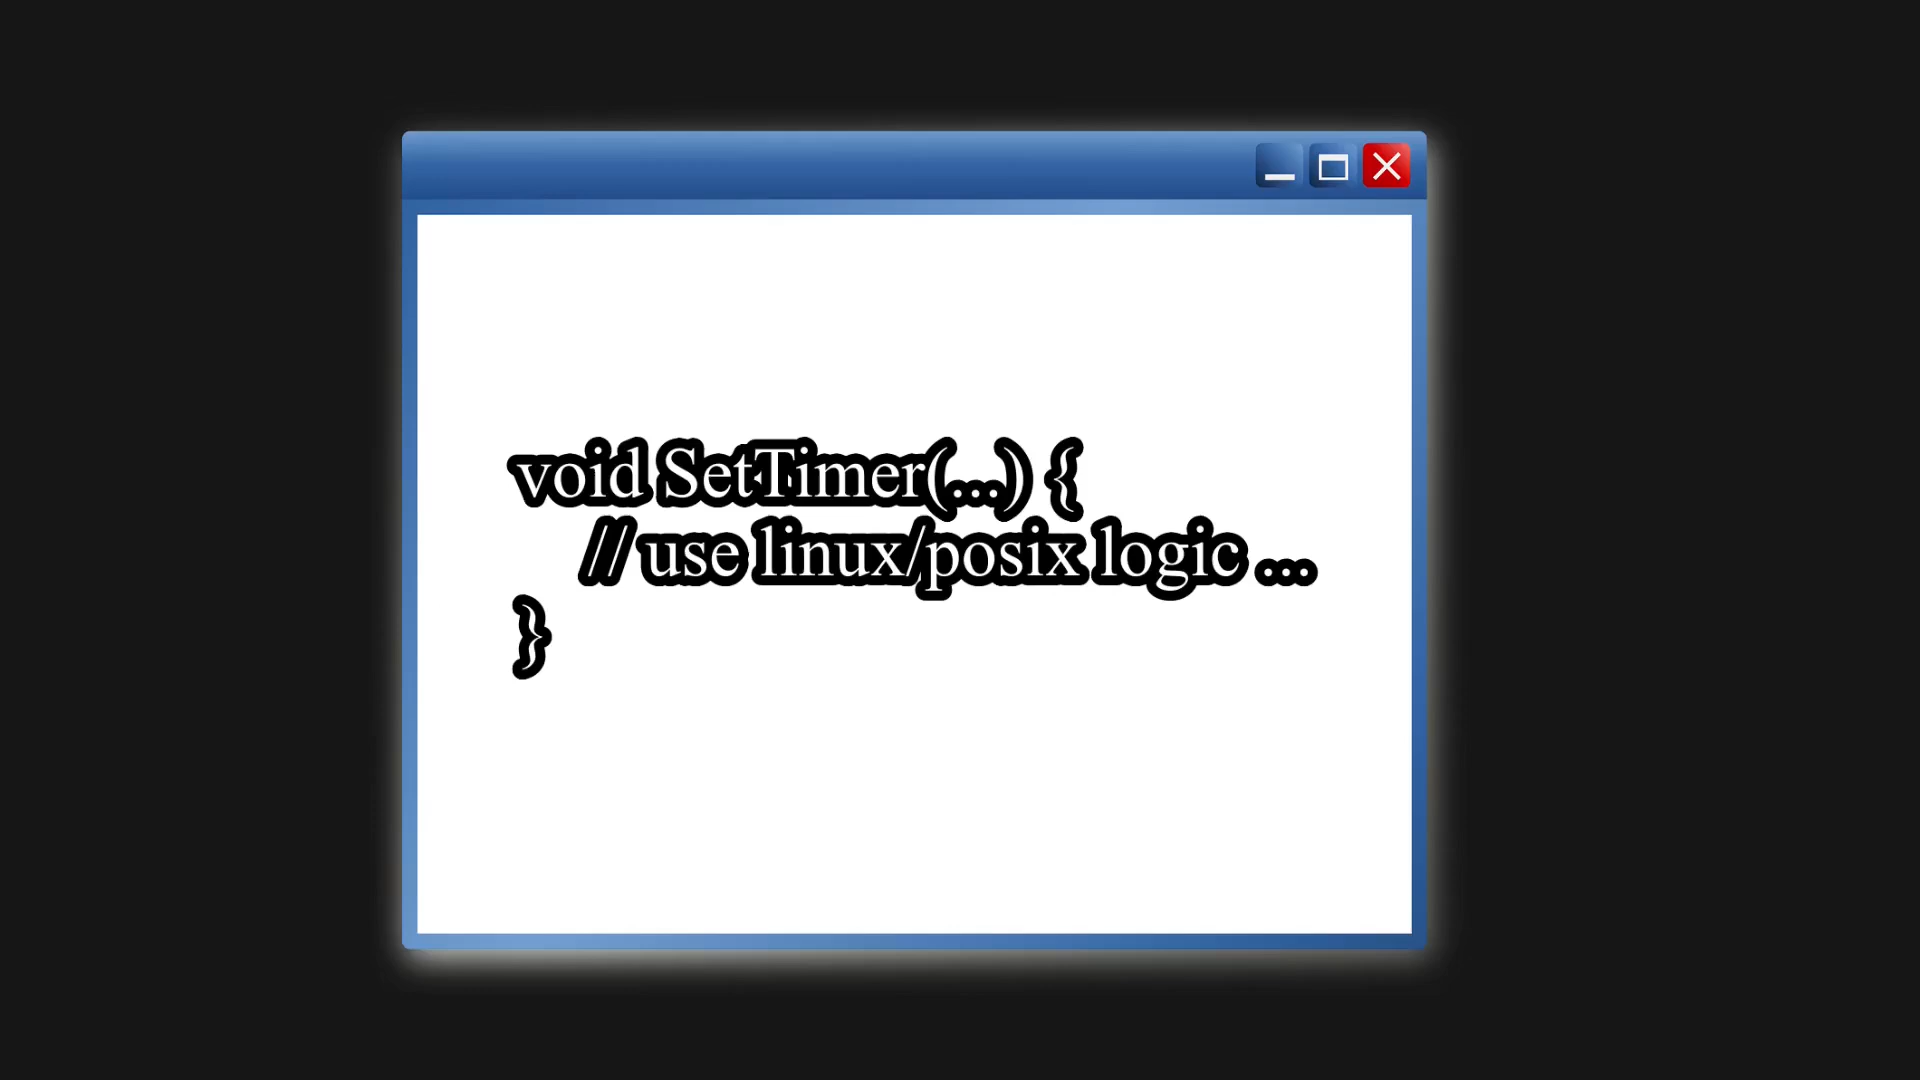 void SetTimer(...) {
// use linux/posix logic ...
}